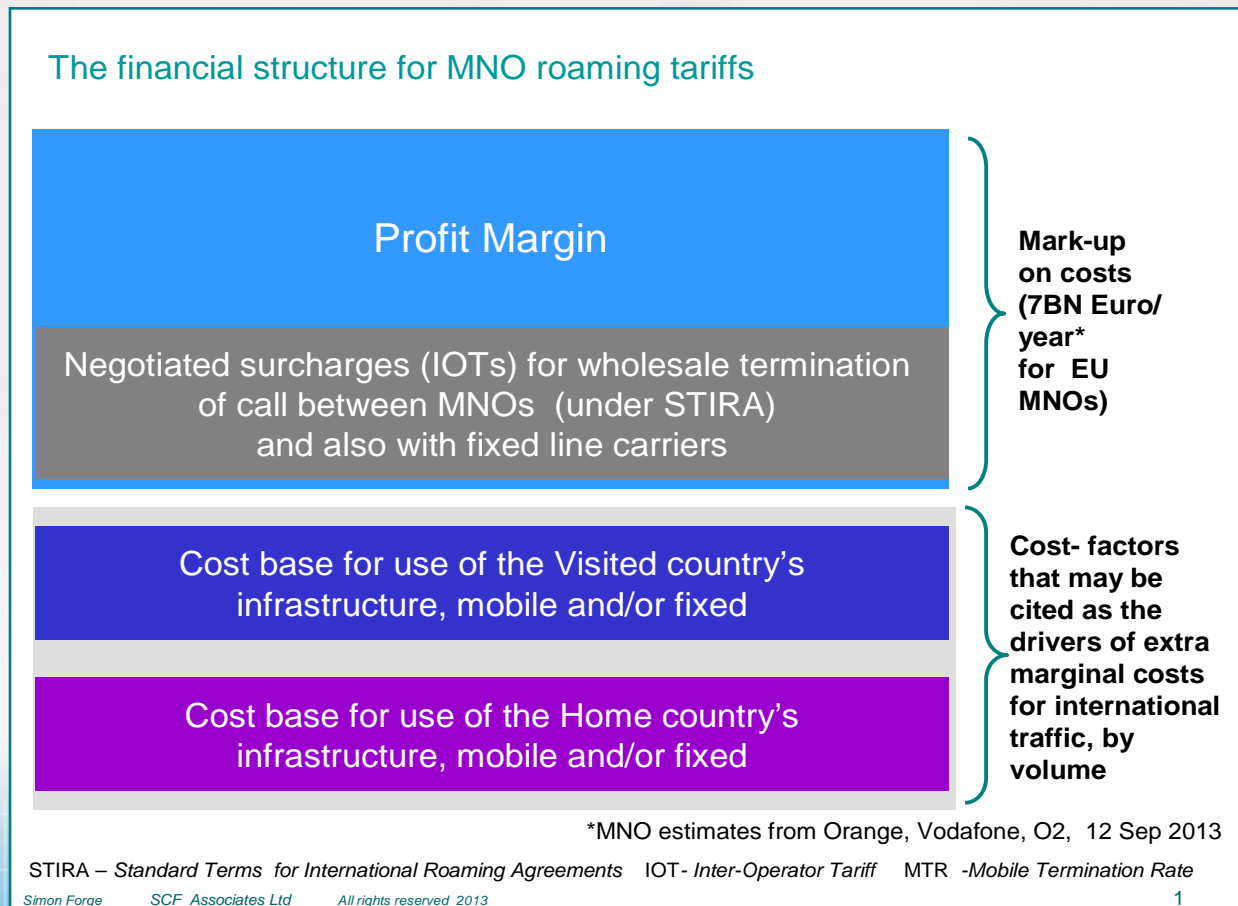 The financial structure for MNO roaming tariffs
Profit Margin
Negotiated surcharges (IOTs) for wholesale termination
of call between MNOs (under STIRA)
and also with fixed line carriers
Mark-up
on costs
(7BN Euro/
year*
for EU
MNOs)
Cost base for use of the Visited country's
infrastructure, mobile and/or fixed
Cost base for use of the Home country's
infrastructure, mobile and/or fixed
Cost- factors
that may be
cited as the
drivers of extra
marginal costs
for international
traffic, by
volume
*MNO estimates from Orange, Vodafone, O2, 12 Sep 2013
STIRA – Standard Terms for International Roaming Agreements IOT- Inter-Operator Tariff MTR -Mobile Termination Rate
Simon Forge SCF Associates Ltd All rights reserved 2013 1